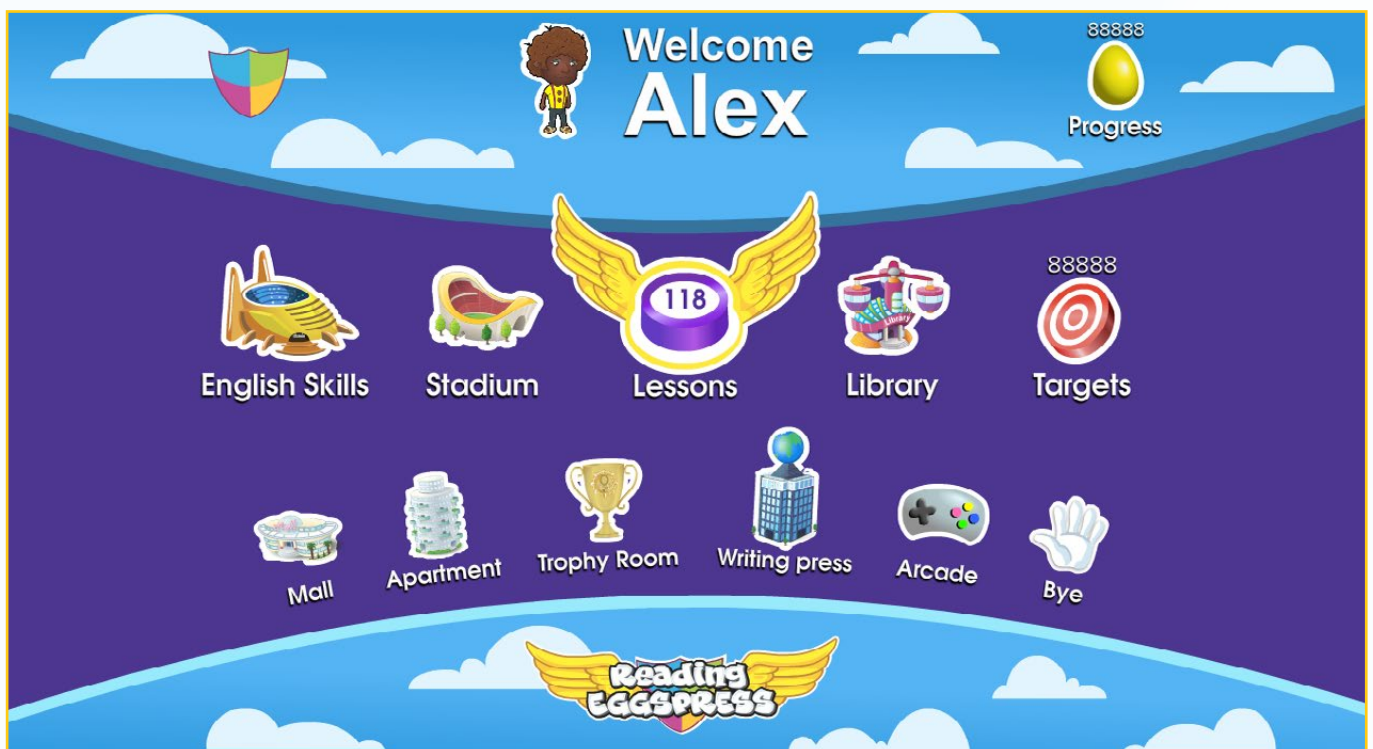 Welcome
Alex
88888
Progress
118
Library
88888
English Skills
Stadium
Lessons
Library
Targets
Mall
Apartment
Trophy Room
Writing press
Arcade
Bye
Reading
EGGSPRESS